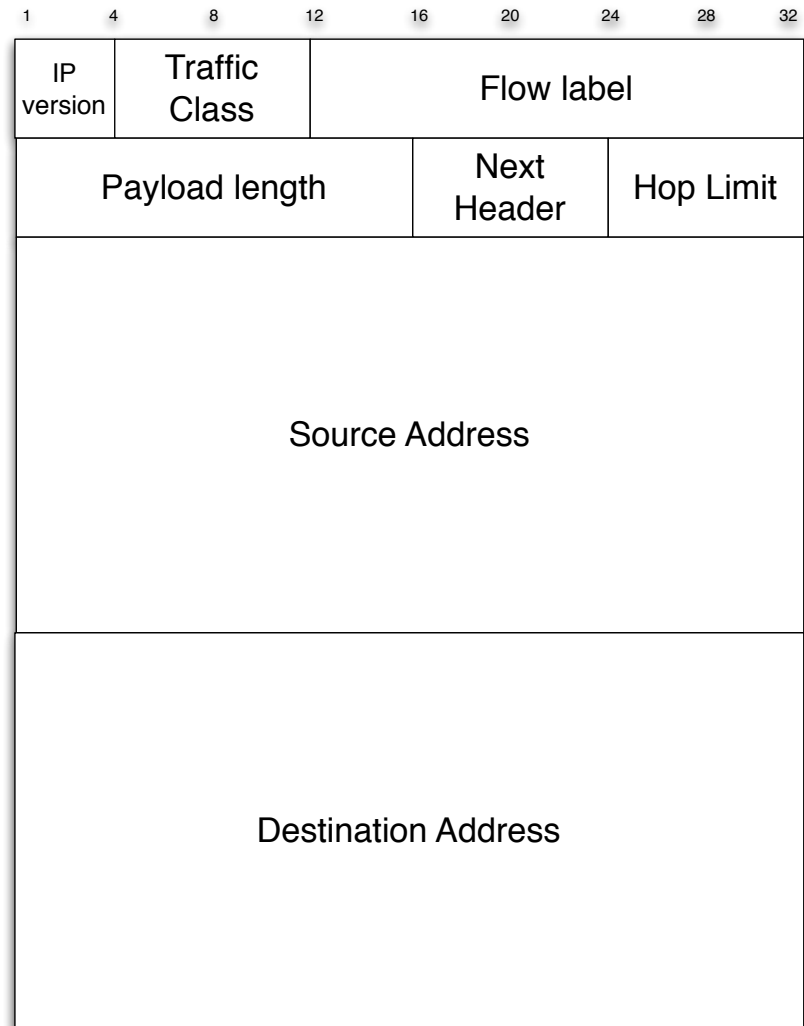 1 4 8 12 16 20 24 28 32
IP
version
Traffic
Class
Flow label
Payload length
Next
Header
Hop Limit
Source Address
Destination Address